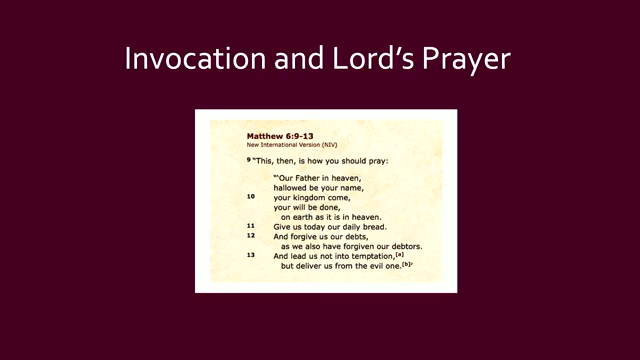 Invocation and Lord’s Prayer
Matthew 6:9-13
New International Version (NIV)
9 “This, then, is how you should pray:
“‘Our Father in heaven,
hallowed be your name,
10 your kingdom come,
your will be done,
on earth as it is in heaven.
11 Give us today our daily bread.
12 And forgive us our debts,
as we also have forgiven our debtors.
13 And lead us not into temptation,[a]
but deliver us from the evil one.[b]’